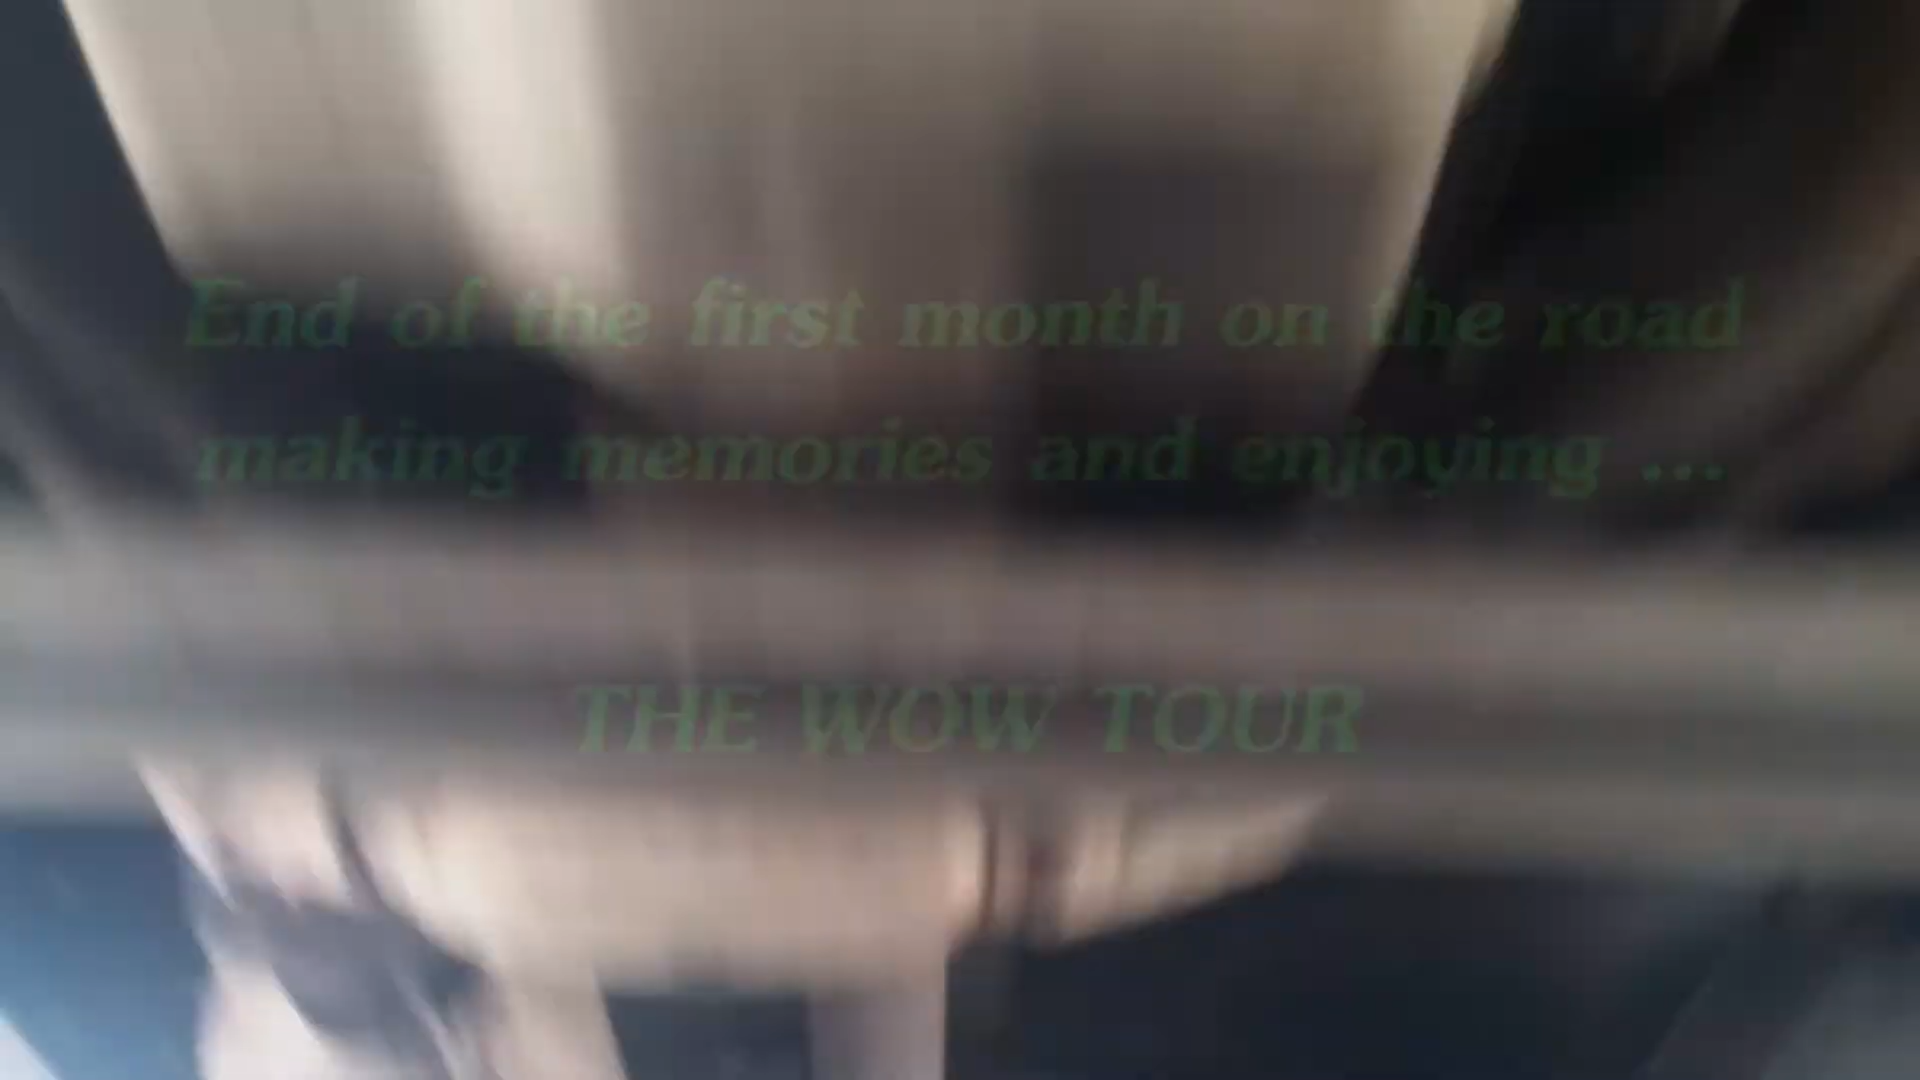 End of the first month on the road
making memories and enjoying ...
THE WOW TOUR